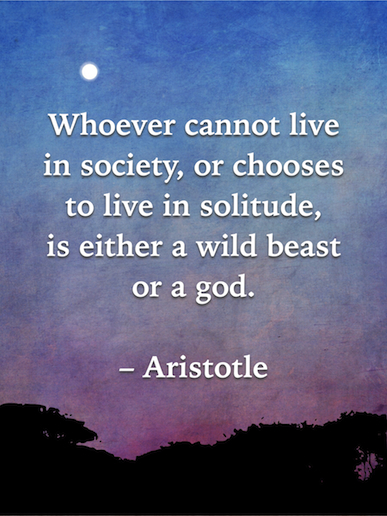 Whoever cannot live
in society, or chooses
to live in solitude,
is either a wild beast
or a god.
– Aristotle